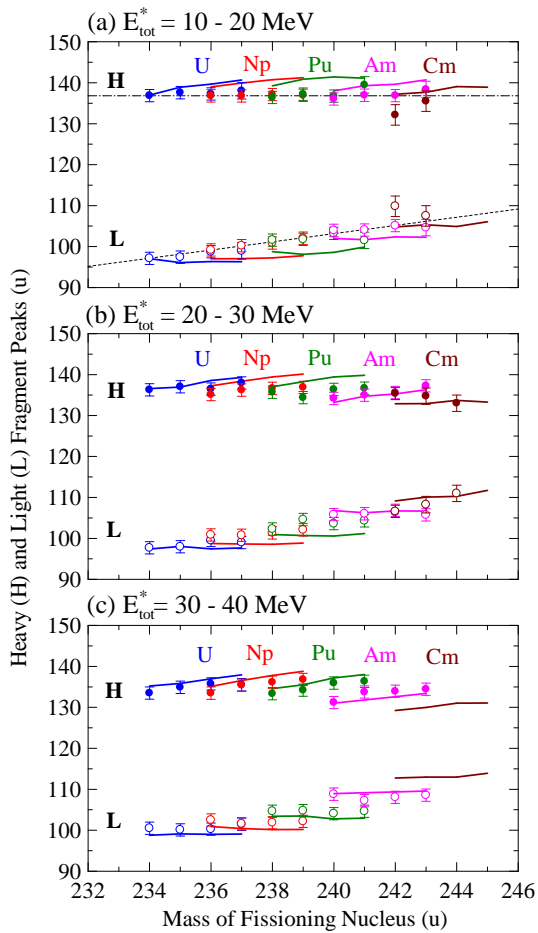 (a) E*tot = 10 - 20 MeV
150
U Np Pu Am Cm
140
H
130
120
110
L
100
90
(b) E*tot = 20 - 30 MeV
150
U Np Pu Am Cm
140
H
130
120
110
L
100
90
(c) E*tot = 30 - 40 MeV
150
U Np Pu Am Cm
140
H
130
120
110
L
100
90
232 234 236 238 240 242 244 246
Mass of Fissioning Nucleus (u)
Heavy (H) and Light (L) Fragment Peaks (u)